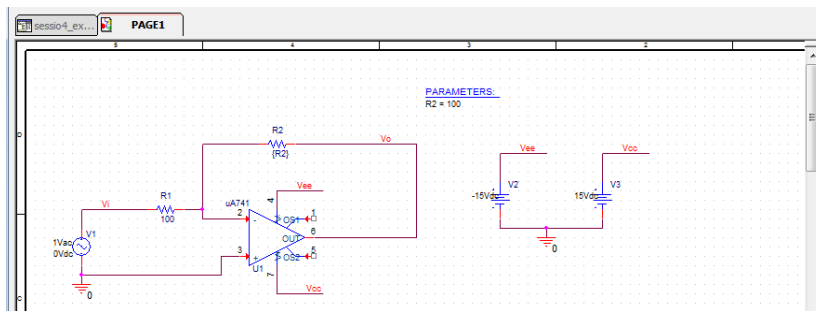 sessio4_ex...
PAGE1
5
4
3
2
PARAMETERS:
R2 = 100
D
R2
{R2}
Vo
Vee
Vcc
Vee
V2
-15Vdc
V3
15Vdc
R1
100
Vi
uA741
4
2
-
OS1
1
6
OUT
3
+
OS2
5
U1
7
V1
1Vac
0Vdc
0
0
Vcc
C